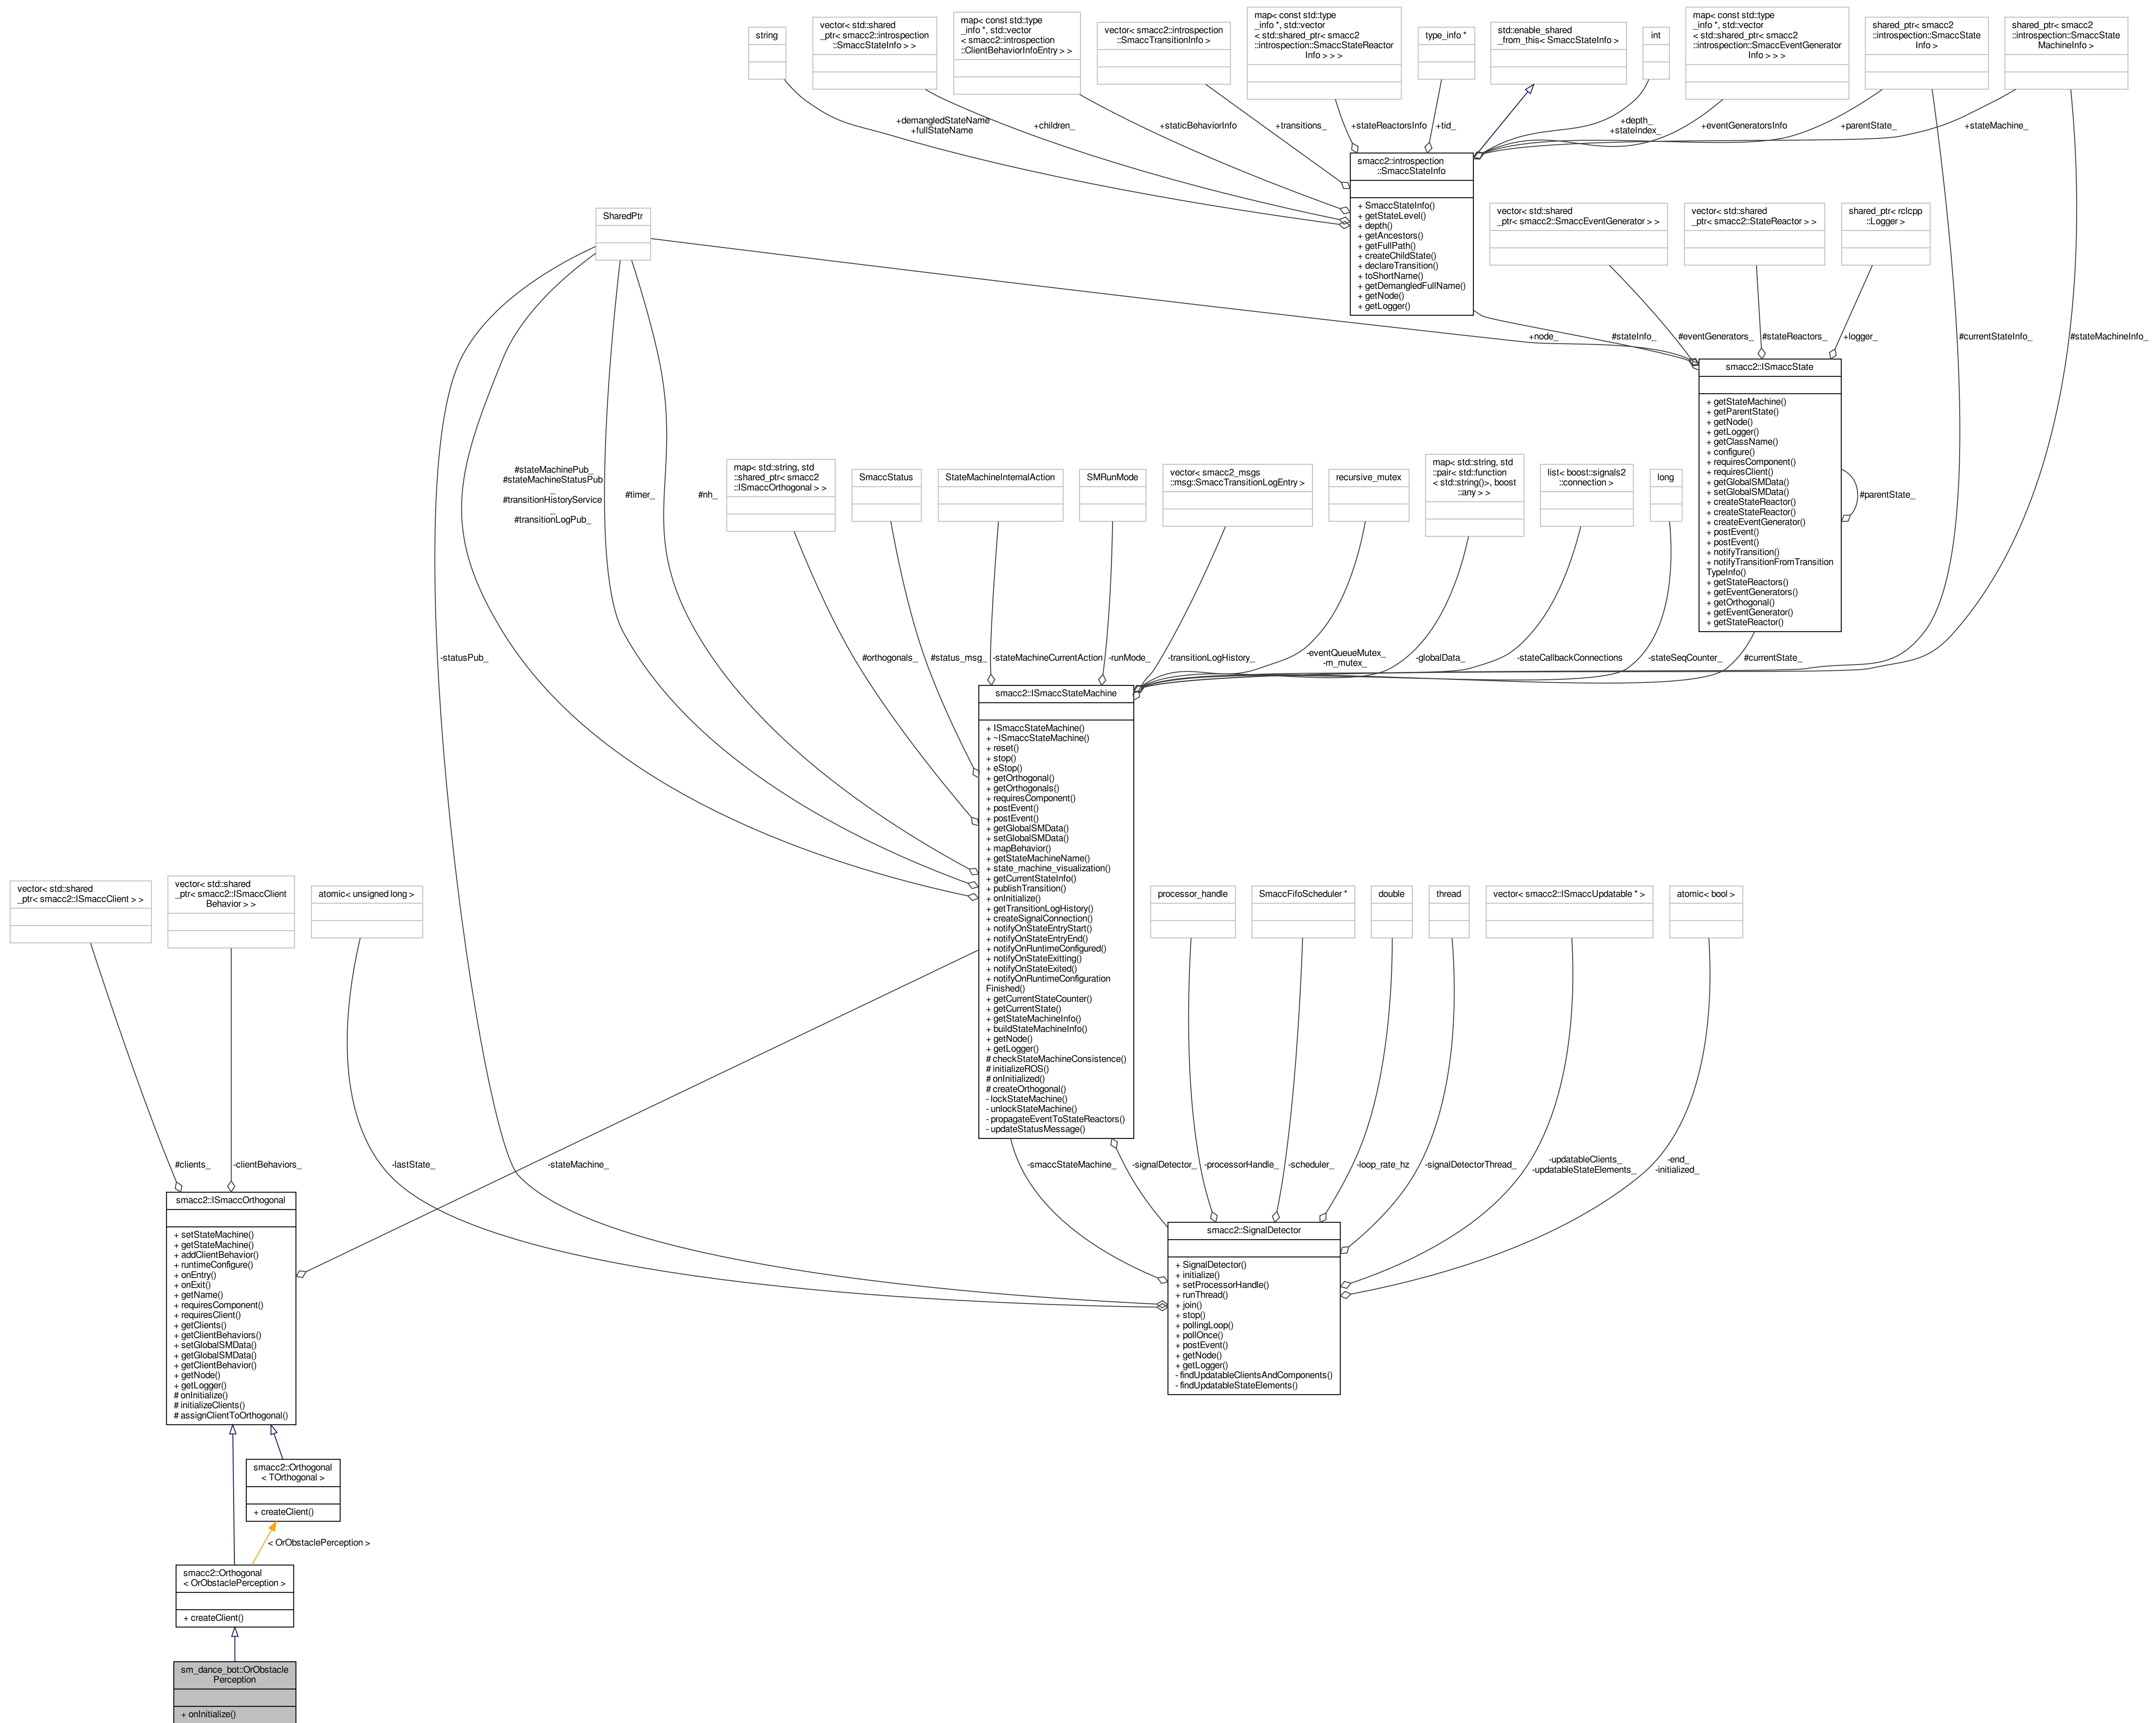 string
vector< std::shared
_ptr< smacc2::introspection
::SmaccStateInfo > >
map< const std::type
_info *, std::vector
< smacc2::introspection
::ClientBehaviorInfoEntry > >
vector< smacc2::introspection
::SmaccTransitionInfo >
map< const std::type
_info *, std::vector
< std::shared_ptr< smacc2
::introspection::SmaccStateReactor
Info > > >
type_info *
std::enable_shared
_from_this< SmaccStateInfo >
int
map< const std::type
_info *, std::vector
< std::shared_ptr< smacc2
::introspection::SmaccEventGenerator
Info > > >
shared_ptr< smacc2
::introspection::SmaccState
Info >
shared_ptr< smacc2
::introspection::SmaccState
MachineInfo >
+demangledStateName
+fullStateName
+children_
+staticBehaviorInfo
+transitions_
+stateReactorsInfo
+tid_
+depth_
+stateIndex_
+eventGeneratorsInfo
+parentState_
+stateMachine_
smacc2::introspection
::SmaccStateInfo
+ SmaccStateInfo()
+ getStateLevel()
+ depth()
+ getAncestors()
+ getFullPath()
+ createChildState()
+ declareTransition()
+ toShortName()
+ getDemangledFullName()
+ getNode()
+ getLogger()
SharedPtr
vector< std::shared
_ptr< smacc2::SmaccEventGenerator > >
vector< std::shared
_ptr< smacc2::StateReactor > >
shared_ptr< rclcpp
::Logger >
+node_
#stateInfo_
#eventGenerators_
#stateReactors_
+logger_
#currentStateInfo_
#stateMachineInfo_
smacc2::ISmaccState
+ getStateMachine()
+ getParentState()
+ getNode()
+ getLogger()
+ getClassName()
+ configure()
+ requiresComponent()
+ requiresClient()
+ getGlobalSMData()
+ setGlobalSMData()
+ createStateReactor()
+ createStateReactor()
+ createEventGenerator()
+ postEvent()
+ postEvent()
+ notifyTransition()
+ notifyTransitionFromTransition
TypeInfo()
+ getStateReactors()
+ getEventGenerators()
+ getOrthogonal()
+ getEventGenerator()
+ getStateReactor()
#parentState_
#stateMachinePub_
#stateMachineStatusPub
_
#transitionHistoryService
_
#transitionLogPub_
#timer_
#nh_
map< std::string, std
::shared_ptr< smacc2
::ISmaccOrthogonal > >
SmaccStatus
StateMachineInternalAction
SMRunMode
vector< smacc2_msgs
::msg::SmaccTransitionLogEntry >
recursive_mutex
map< std::string, std
::pair< std::function
< std::string()>, boost
::any > >
list< boost::signals2
::connection >
long
-statusPub_
#orthogonals_
#status_msg_
-stateMachineCurrentAction
-runMode_
-transitionLogHistory_
-eventQueueMutex_
-m_mutex_
-globalData_
-stateCallbackConnections
-stateSeqCounter_
#currentState_
smacc2::ISmaccStateMachine
+ ISmaccStateMachine()
+ ~ISmaccStateMachine()
+ reset()
+ stop()
+ eStop()
+ getOrthogonal()
+ getOrthogonals()
+ requiresComponent()
+ postEvent()
+ postEvent()
+ getGlobalSMData()
+ setGlobalSMData()
+ mapBehavior()
+ getStateMachineName()
+ state_machine_visualization()
+ getCurrentStateInfo()
+ publishTransition()
+ onInitialize()
+ getTransitionLogHistory()
+ createSignalConnection()
+ notifyOnStateEntryStart()
+ notifyOnStateEntryEnd()
+ notifyOnRuntimeConfigured()
+ notifyOnStateExitting()
+ notifyOnStateExited()
+ notifyOnRuntimeConfiguration
Finished()
+ getCurrentStateCounter()
+ getCurrentState()
+ getStateMachineInfo()
+ buildStateMachineInfo()
+ getNode()
+ getLogger()
# checkStateMachineConsistence()
# initializeROS()
# onInitialized()
# createOrthogonal()
- lockStateMachine()
- unlockStateMachine()
- propagateEventToStateReactors()
- updateStatusMessage()
vector< std::shared
_ptr< smacc2::ISmaccClient > >
vector< std::shared
_ptr< smacc2::ISmaccClient
Behavior > >
atomic< unsigned long >
processor_handle
SmaccFifoScheduler *
double
thread
vector< smacc2::ISmaccUpdatable * >
atomic< bool >
#clients_
-clientBehaviors_
-lastState_
-stateMachine_
-smaccStateMachine_
-signalDetector_
-processorHandle_
-scheduler_
-loop_rate_hz
-signalDetectorThread_
-updatableClients_
-updatableStateElements_
-end_
-initialized_
smacc2::ISmaccOrthogonal
+ setStateMachine()
+ getStateMachine()
+ addClientBehavior()
+ runtimeConfigure()
+ onEntry()
+ onExit()
+ getName()
+ requiresComponent()
+ requiresClient()
+ getClients()
+ getClientBehaviors()
+ setGlobalSMData()
+ getGlobalSMData()
+ getClientBehavior()
+ getNode()
+ getLogger()
# onInitialize()
# initializeClients()
# assignClientToOrthogonal()
smacc2::SignalDetector
+ SignalDetector()
+ initialize()
+ setProcessorHandle()
+ runThread()
+ join()
+ stop()
+ pollingLoop()
+ pollOnce()
+ postEvent()
+ getNode()
+ getLogger()
- findUpdatableClientsAndComponents()
- findUpdatableStateElements()
smacc2::Orthogonal
< TOrthogonal >
+ createClient()
< OrObstaclePerception >
smacc2::Orthogonal
< OrObstaclePerception >
+ createClient()
sm_dance_bot::OrObstacle
Perception
+ onInitialize()